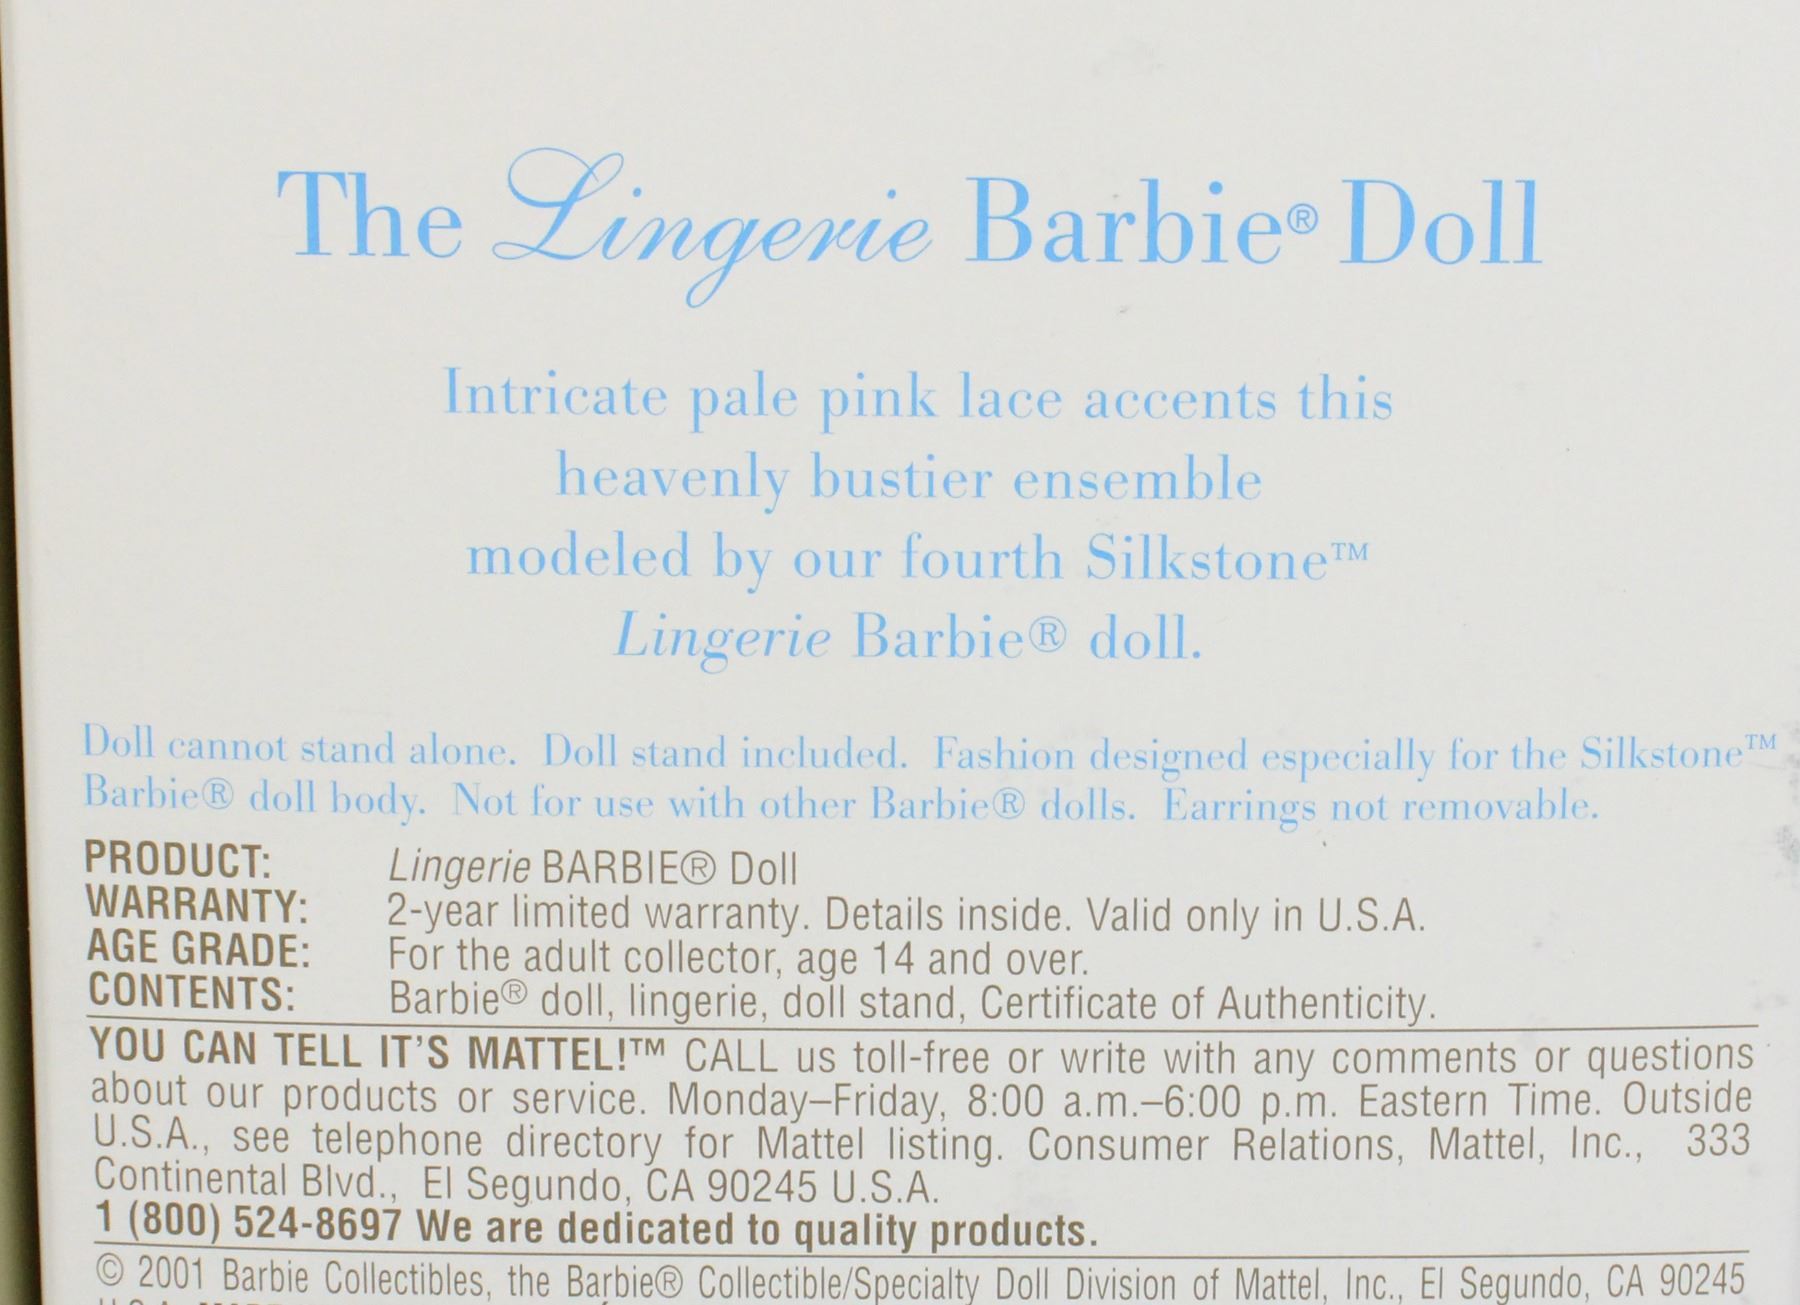 The Lingerie Barbie® Doll
Intricate pale pink lace accents this
heavenly bustier ensemble
modeled by our fourth Silkstone™
Lingerie Barbie® doll.
Doll cannot stand alone. Doll stand included. Fashion designed especially for the Silkstone™
Barbie® doll body. Not for use with other Barbie® dolls. Earrings not removable.
PRODUCT: Lingerie BARBIE® Doll
WARRANTY: 2-year limited warranty. Details inside. Valid only in U.S.A.
AGE GRADE: For the adult collector, age 14 and over.
CONTENTS: Barbie® doll, lingerie, doll stand, Certificate of Authenticity.
YOU CAN TELL IT'S MATTEL!™ CALL us toll-free or write with any comments or questions
about our products or service. Monday–Friday, 8:00 a.m.–6:00 p.m. Eastern Time. Outside
U.S.A., see telephone directory for Mattel listing. Consumer Relations, Mattel, Inc., 333
Continental Blvd., El Segundo, CA 90245 U.S.A.
1 (800) 524-8697 We are dedicated to quality products.
© 2001 Barbie Collectibles, the Barbie® Collectible/Specialty Doll Division of Mattel, Inc., El Segundo, CA 90245